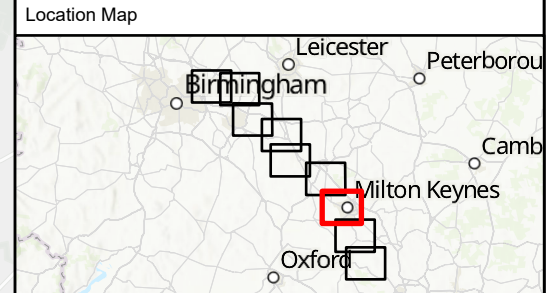 Location Map
Leicester
Peterborou
Birmingham
Camb
Milton Keynes
Oxford